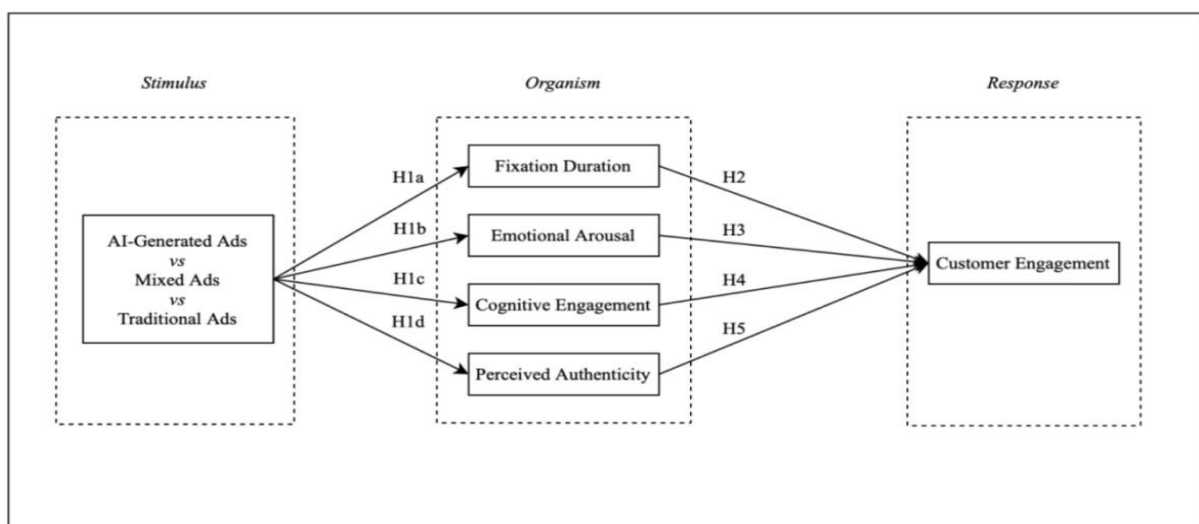 Stimulus
Organism
Response
AI-Generated Ads
vs
Mixed Ads
vs
Traditional Ads
H1a
H1b
H1c
H1d
Fixation Duration
Emotional Arousal
Cognitive Engagement
Perceived Authenticity
H2
H3
H4
H5
Customer Engagement